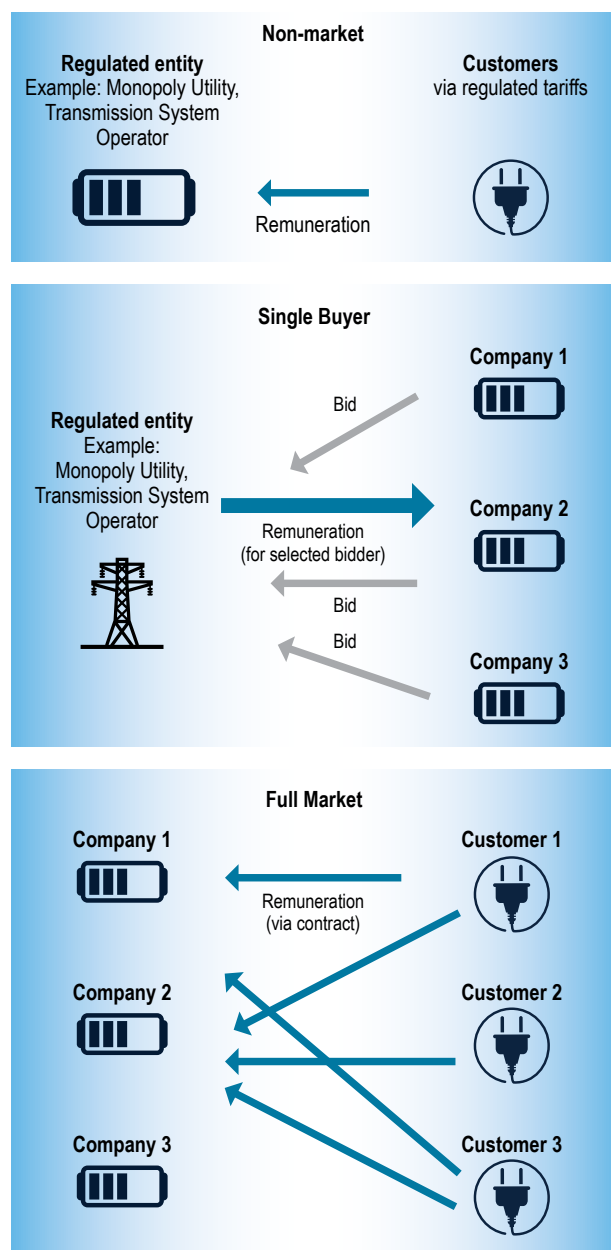 Non-market
Regulated entity
Example: Monopoly Utility,
Transmission System
Operator
Customers
via regulated tariffs
Remuneration
Single Buyer
Company 1
Bid
Regulated entity
Example:
Monopoly Utility,
Transmission System
Operator
Company 2
Remuneration
(for selected bidder)
Bid
Bid
Company 3
Full Market
Company 1
Customer 1
Remuneration
(via contract)
Company 2
Customer 2
Company 3
Customer 3